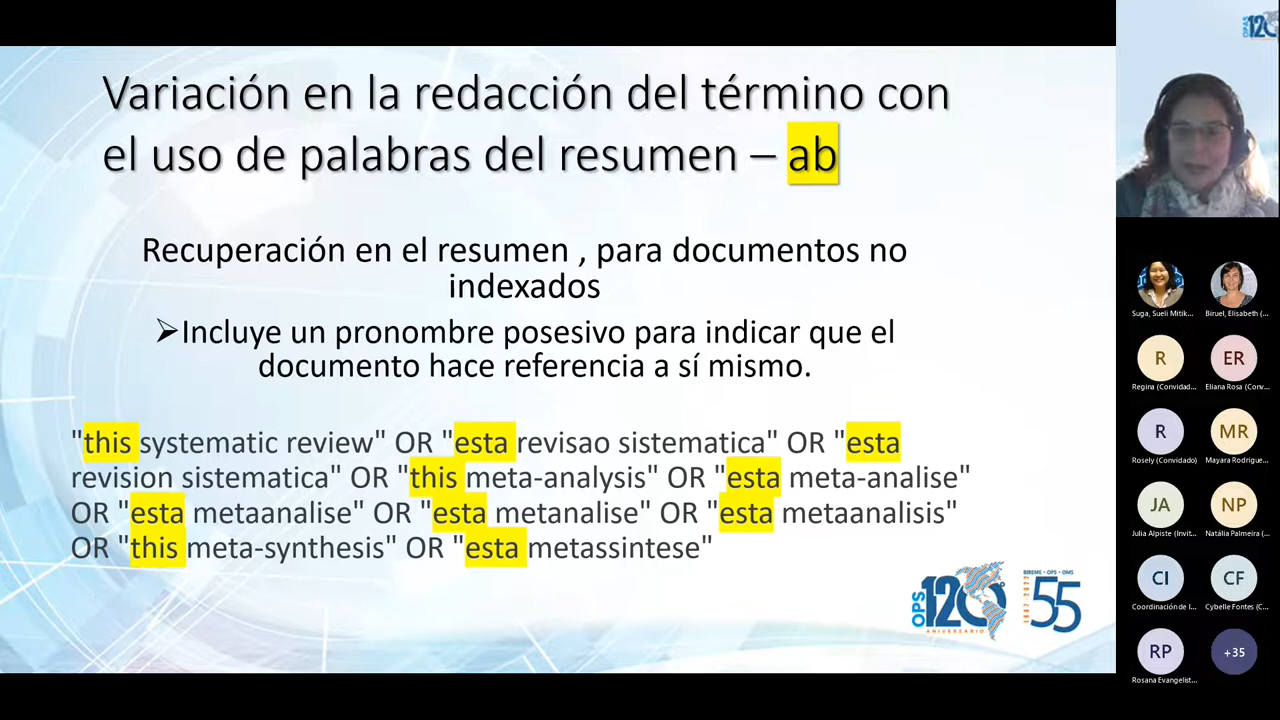 Variación en la redacción del término con
el uso de palabras del resumen – ab
Recuperación en el resumen , para documentos no
indexados
➢Incluye un pronombre posesivo para indicar que el
documento hace referencia a sí mismo.
"this systematic review" OR "esta revisao sistematica" OR "esta
revision sistematica" OR "this meta-analysis" OR "esta meta-analise"
OR "esta metaanalise" OR "esta metanalise" OR "esta metaanalisis"
OR "this meta-synthesis" OR "esta metassintese"
OPS 120
ANIVERSARIO
BIREME • OPS • OMS
1967 - 2022
55
OPAS 120
Suga, Sueli Mitik...
Biruel, Elisabeth (...
R
ER
Regina (Convidad...
Eliana Rosa (Conv...
R
MR
Rosely (Convidado)
Mayara Rodrigue...
JA
NP
Julia Alpiste (Invit...
Natália Palmeira (...
CI
CF
Coordinación de I...
Cybelle Fontes (C...
RP
+35
Rosana Evangelist...